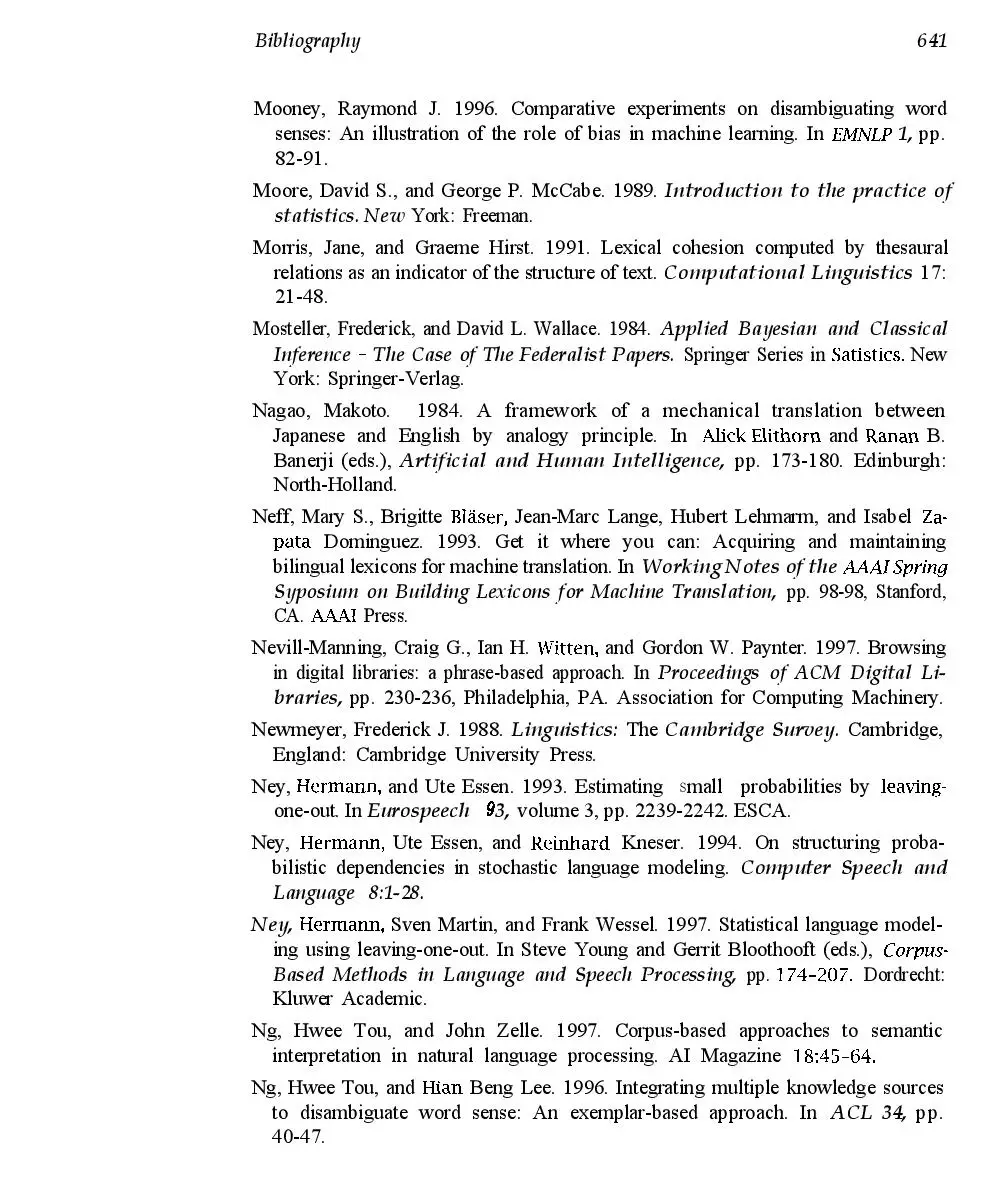 Bibliography 641
Mooney, Raymond J. 1996. Comparative experiments on disambiguating word
senses: An illustration of the role of bias in machine learning. In EMNLP 1, pp.
82-91.
Moore, David S., and George P. McCabe. 1989. Introduction to the practice of
statistics. New York: Freeman.
Morris, Jane, and Graeme Hirst. 1991. Lexical cohesion computed by thesaural
relations as an indicator of the structure of text. Computational Linguistics 17:
21-48.
Mosteller, Frederick, and David L. Wallace. 1984. Applied Bayesian and Classical
Inference - The Case of The Federalist Papers. Springer Series in Satistics. New
York: Springer-Verlag.
Nagao, Makoto. 1984. A framework of a mechanical translation between
Japanese and English by analogy principle. In Alick Elithorn and Ranan B.
Banerji (eds.), Artificial and Human Intelligence, pp. 173-180. Edinburgh:
North-Holland.
Neff, Mary S., Brigitte Bläser, Jean-Marc Lange, Hubert Lehmarm, and Isabel Za-
pata Dominguez. 1993. Get it where you can: Acquiring and maintaining
bilingual lexicons for machine translation. In Working Notes of the AAAI Spring
Syposium on Building Lexicons for Machine Translation, pp. 98-98, Stanford,
CA. AAAI Press.
Nevill-Manning, Craig G., Ian H. Witten, and Gordon W. Paynter. 1997. Browsing
in digital libraries: a phrase-based approach. In Proceedings of ACM Digital Li-
braries, pp. 230-236, Philadelphia, PA. Association for Computing Machinery.
Newmeyer, Frederick J. 1988. Linguistics: The Cambridge Survey. Cambridge,
England: Cambridge University Press.
Ney, Hermann, and Ute Essen. 1993. Estimating small probabilities by leaving-
one-out. In Eurospeech 93, volume 3, pp. 2239-2242. ESCA.
Ney, Hermann, Ute Essen, and Reinhard Kneser. 1994. On structuring proba-
bilistic dependencies in stochastic language modeling. Computer Speech and
Language 8:1-28.
Ney, Hermann, Sven Martin, and Frank Wessel. 1997. Statistical language model-
ing using leaving-one-out. In Steve Young and Gerrit Bloothooft (eds.), Corpus-
Based Methods in Language and Speech Processing, pp. 174-207. Dordrecht:
Kluwer Academic.
Ng, Hwee Tou, and John Zelle. 1997. Corpus-based approaches to semantic
interpretation in natural language processing. AI Magazine 18:45-64.
Ng, Hwee Tou, and Hian Beng Lee. 1996. Integrating multiple knowledge sources
to disambiguate word sense: An exemplar-based approach. In ACL 34, pp.
40-47.